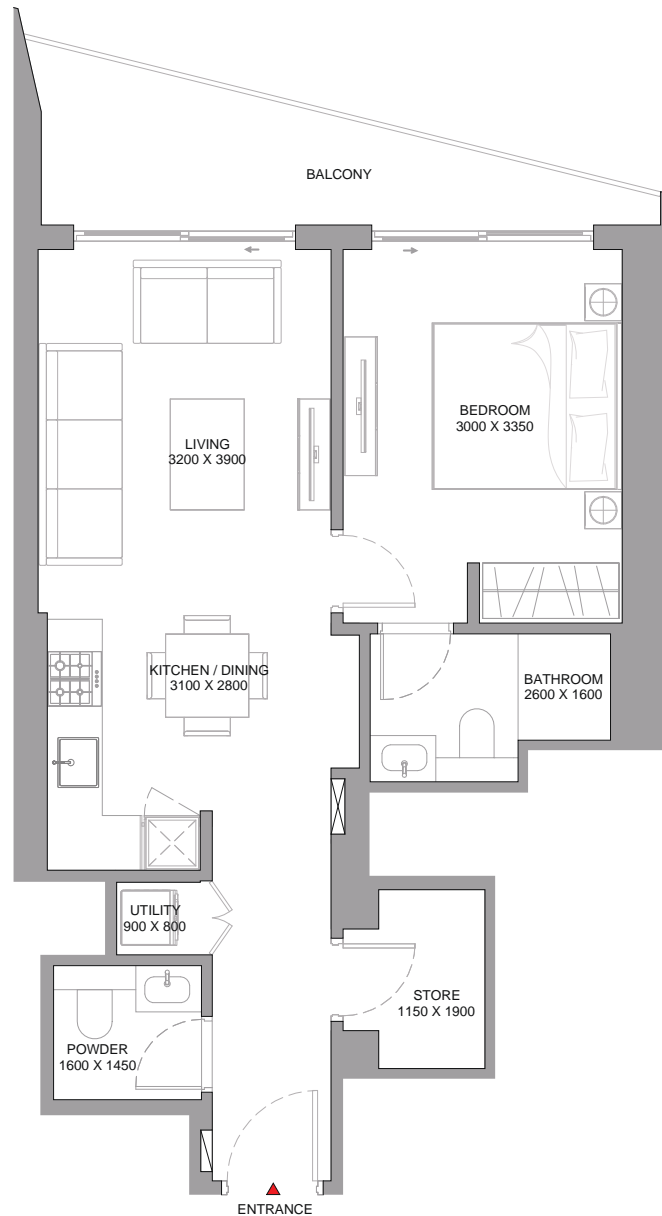 BALCONY
LIVING
3200 X 3900
BEDROOM
3000 X 3350
KITCHEN / DINING
3100 X 2800
BATHROOM
2600 X 1600
UTILITY
900 X 800
STORE
1150 X 1900
POWDER
1600 X 1450
ENTRANCE